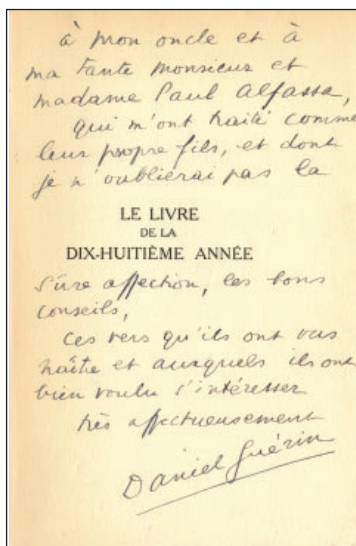 à mon oncle et à
ma tante Monsieur et
Madame Paul Alfassa,
qui m'ont traité comme
leur propre fils, et dont
je n'oublierai pas la
LE LIVRE
DE LA
DIX-HUITIÈME ANNÉE
sûre affection, les bons
conseils,
ces vers qu'ils ont vus
naître et auxquels ils ont
bien voulu s'intéresser
très affectueusement
Daniel Guérin